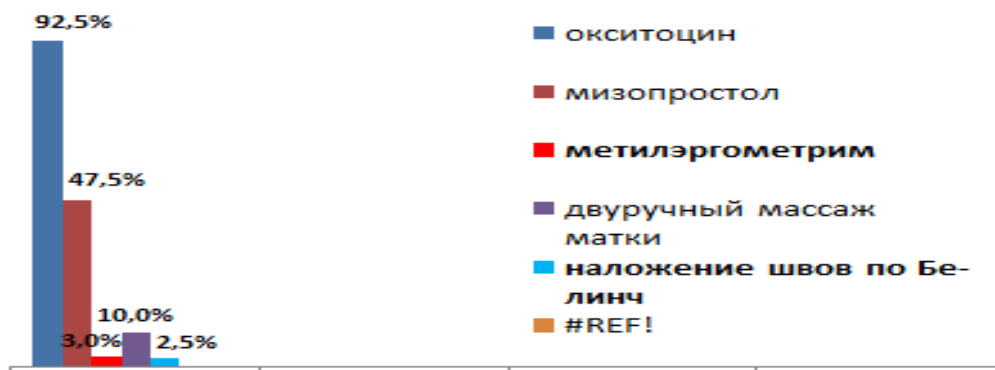 92,5%
47,5%
10,0%
3,0%
2,5%
окситоцин
мизопростол
метилэргометрим
двуручный массаж
матки
наложение швов по Бе-
линч
#REF!